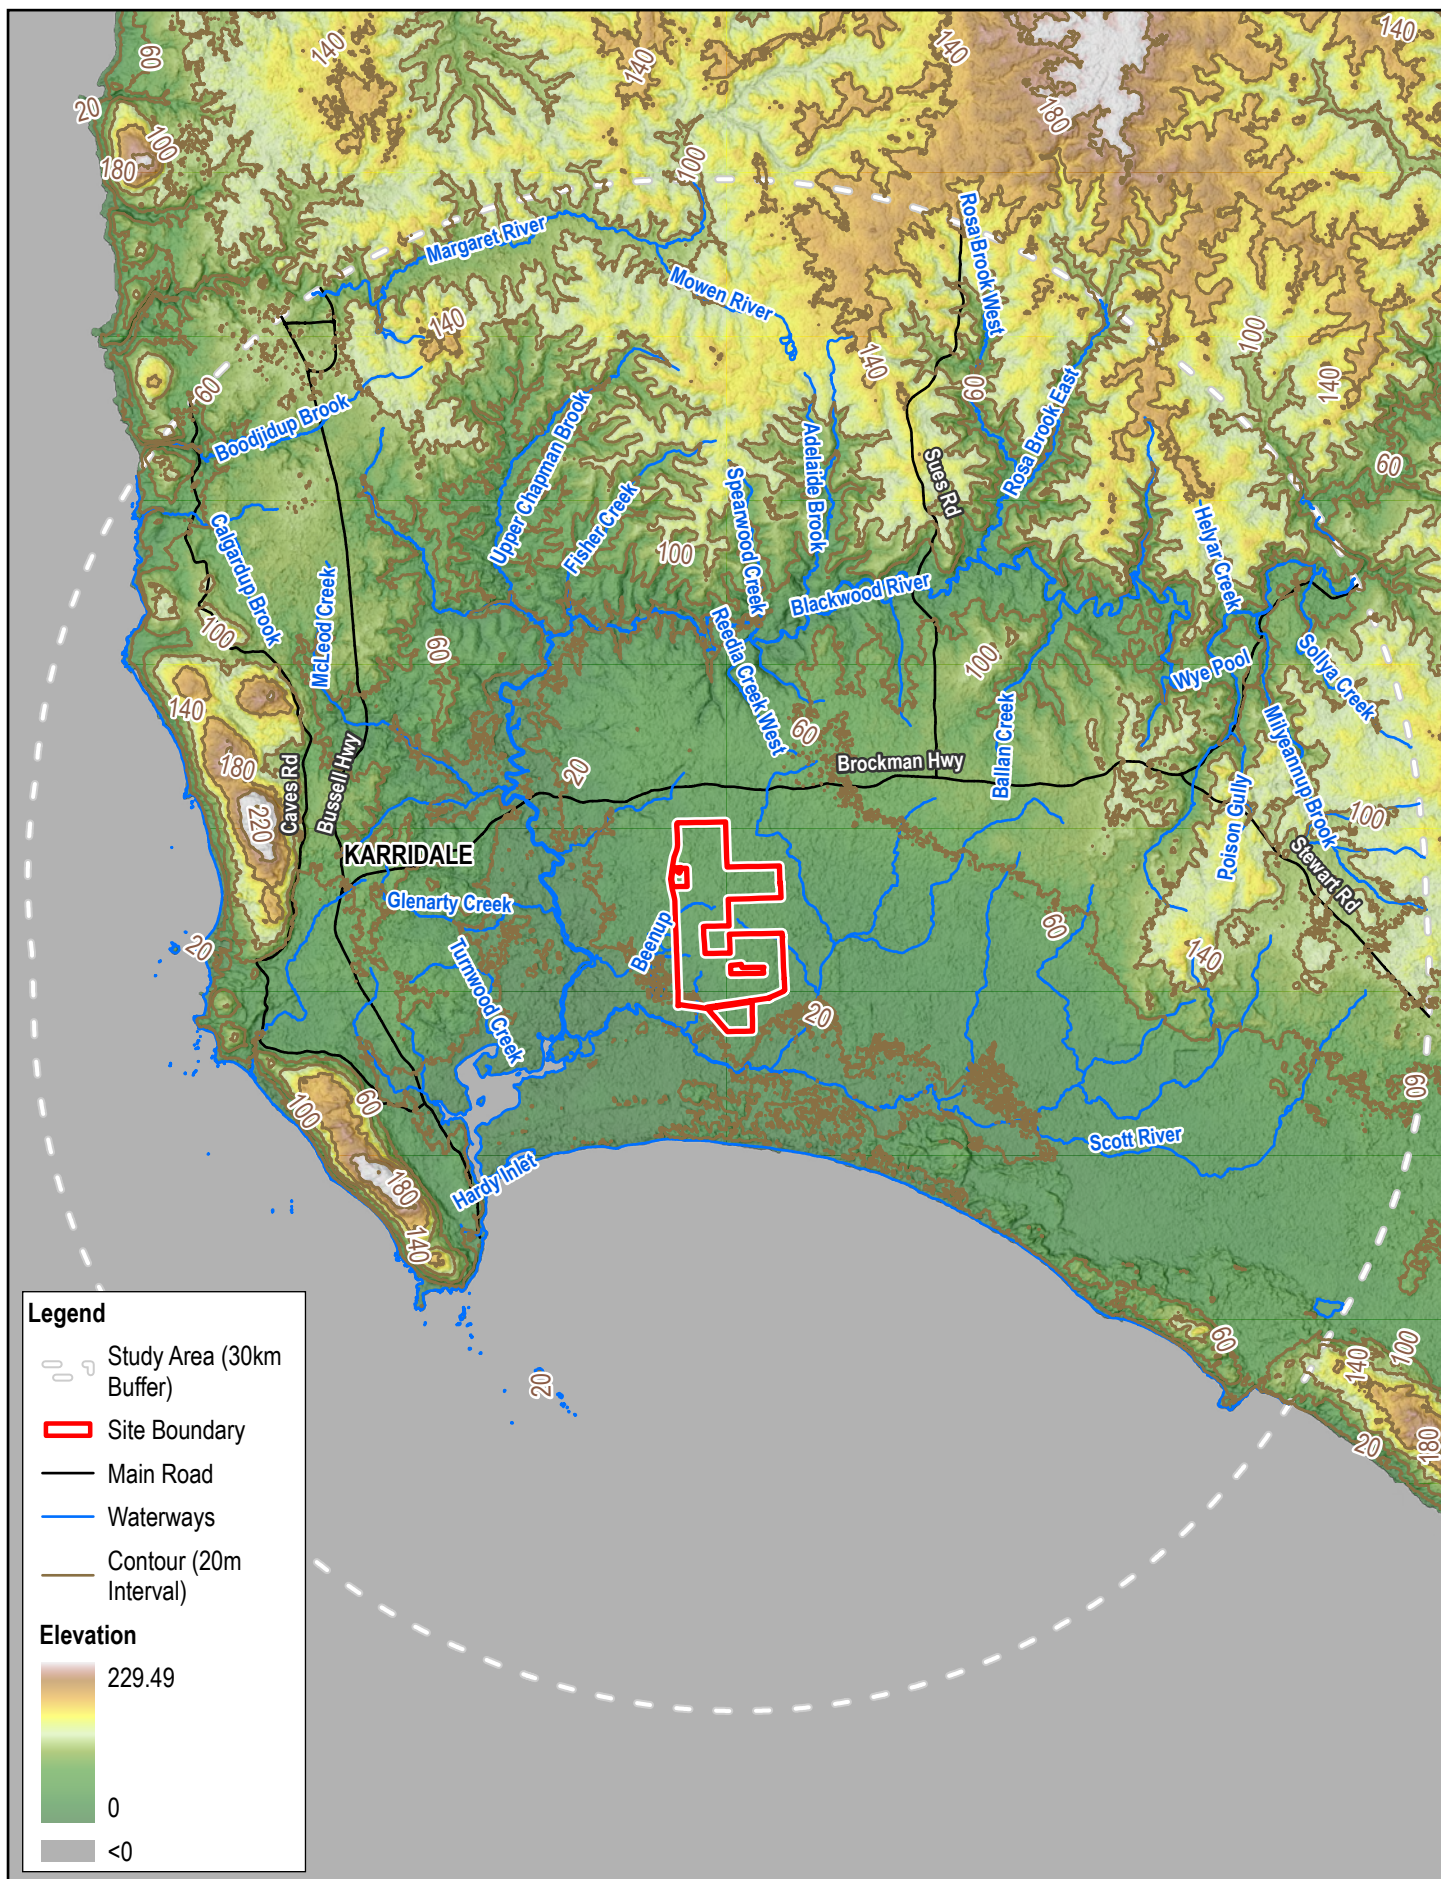 60
140
140
140
140
20
100
180
180
100
Margaret River
Rosa Brook West
Mowen River
140
140
100
140
60
60
Boodjidup Brook
Upper Chapman Brook
Adelaide Brook
Rosa Brook East
60
Sues Rd
Spearwood Creek
Fisher Creek
Calgardup Brook
100
Helyar Creek
McLeod Creek
Blackwood River
Reedia Creek West
100
60
100
Sollya Creek
Wye Pool
140
180
220
Caves Rd
Bussell Hwy
20
60
Brockman Hwy
Ballan Creek
Milyeannup Brook
Poison Gully
100
KARRIDALE
Stewart Rd
Glenarty Creek
Beenup
60
20
Turnwood Creek
140
20
60
100
60
Scott River
180
Hardy Inlet
140
60
140
100
20
20
180
Legend
Study Area (30km
Buffer)
Site Boundary
Main Road
Waterways
Contour (20m
Interval)
Elevation
229.49
0
<0